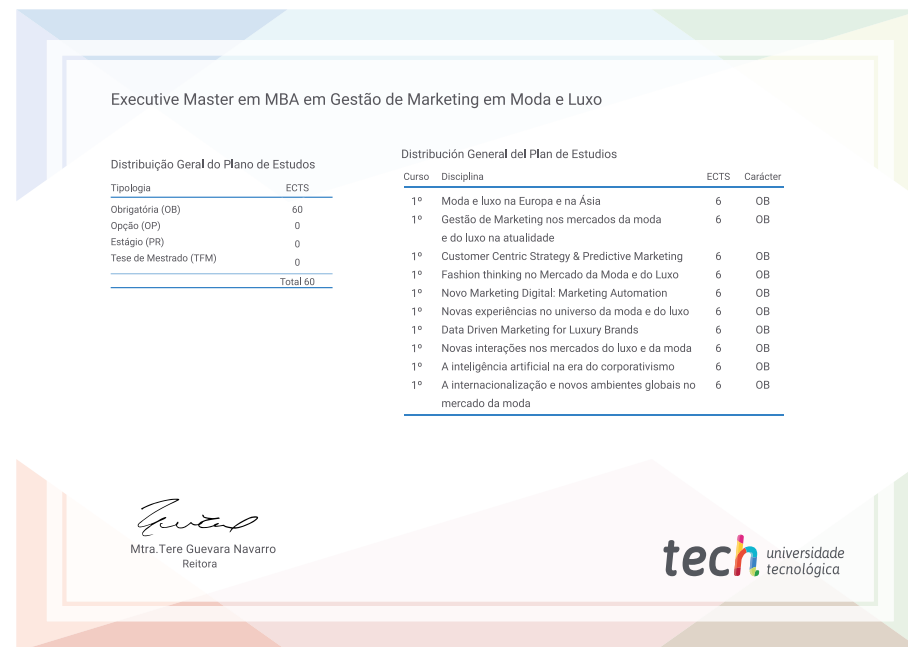 Executive Master em MBA em Gestão de Marketing em Moda e Luxo
Distribuição Geral do Plano de Estudos
Tipologia ECTS
Obrigatória (OB) 60
Opção (OP) 0
Estágio (PR) 0
Tese de Mestrado (TFM) 0
Total 60
Distribución General del Plan de Estudios
Curso Disciplina ECTS Carácter
1º Moda e luxo na Europa e na Ásia 6 OB
1º Gestão de Marketing nos mercados da moda 6 OB
e do luxo na atualidade
1º Customer Centric Strategy & Predictive Marketing 6 OB
1º Fashion thinking no Mercado da Moda e do Luxo 6 OB
1º Novo Marketing Digital: Marketing Automation 6 OB
1º Novas experiências no universo da moda e do luxo 6 OB
1º Data Driven Marketing for Luxury Brands 6 OB
1º Novas interações nos mercados do luxo e da moda 6 OB
1º A inteligência artificial na era do corporativismo 6 OB
1º A internacionalização e novos ambientes globais no 6 OB
mercado da moda
Mtra.Tere Guevara Navarro
Reitora
tech universidade
tecnológica